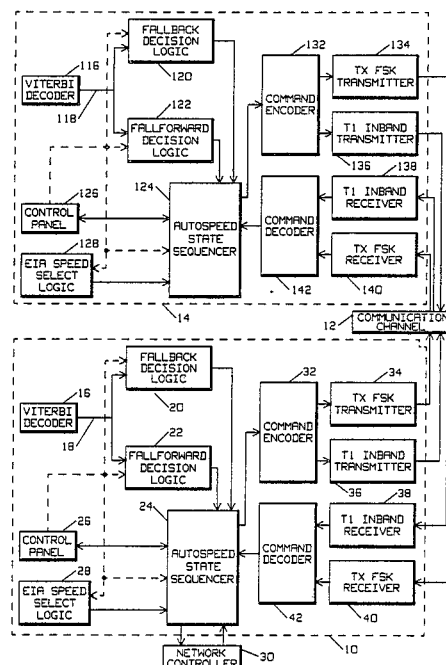 FALLBACK
DECISION
LOGIC
120
VITERBI
DECODER
116
118
122
FALLFORWARD
DECISION
LOGIC
124
AUTOSPEED
STATE
SEQUENCER
CONTROL
PANEL
126
EIA SPEED
SELECT
LOGIC
128
132
COMMAND
ENCODER
134
TX FSK
TRANSMITTER
T1 INBAND
TRANSMITTER
136
138
T1 INBAND
RECEIVER
COMMAND
DECODER
142
TX FSK
RECEIVER
140
14
12
COMMUNICATION
CHANNEL
FALLBACK
DECISION
LOGIC
20
VITERBI
DECODER
16
18
22
FALLFORWARD
DECISION
LOGIC
24
AUTOSPEED
STATE
SEQUENCER
CONTROL
PANEL
26
EIA SPEED
SELECT
LOGIC
28
32
COMMAND
ENCODER
34
TX FSK
TRANSMITTER
T1 INBAND
TRANSMITTER
36
38
T1 INBAND
RECEIVER
COMMAND
DECODER
42
TX FSK
RECEIVER
40
10
NETWORK
CONTROLLER
30